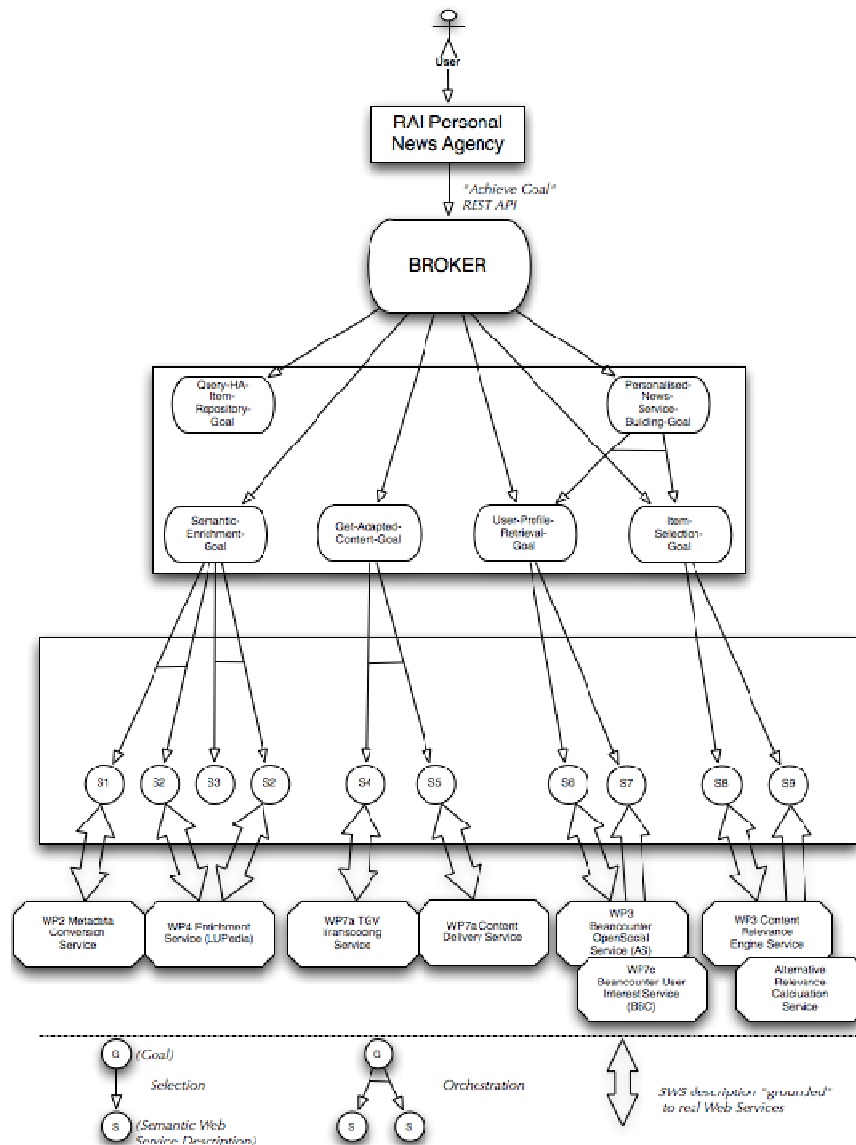 User
RAI Personal
News Agency
"Achieve Goal"
REST API
BROKER
Query-HA-
Item-
Repository-
Goal
Personalised-
News-
Service-
Building-Goal
Semantic-
Enrichment-
Goal
Get-Adapted-
Content-Goal
User-Profile-
Retrieval-
Goal
Item-
Selection-
Goal
S1
S2
S3
S2
S4
S5
S6
S7
S8
S9
WP2 Metadata
Conversion
Service
WP4 Enrichment
Service (LUPedia)
WP7a TGV
Transcoding
Service
WP7a Content
Delivery Service
WP3
Beancounter
OpenSocial
Service (AS)
WP7c
Beancounter User
Interest Service
(BBC)
WP3 Content
Relevance
Engine Service
Alternative
Relevance
Calcluation
Service
G
(Goal)
Selection
S
(Semantic Web
Service Description)
G
Orchestration
S
S
SWS description "grounded"
to real Web Services